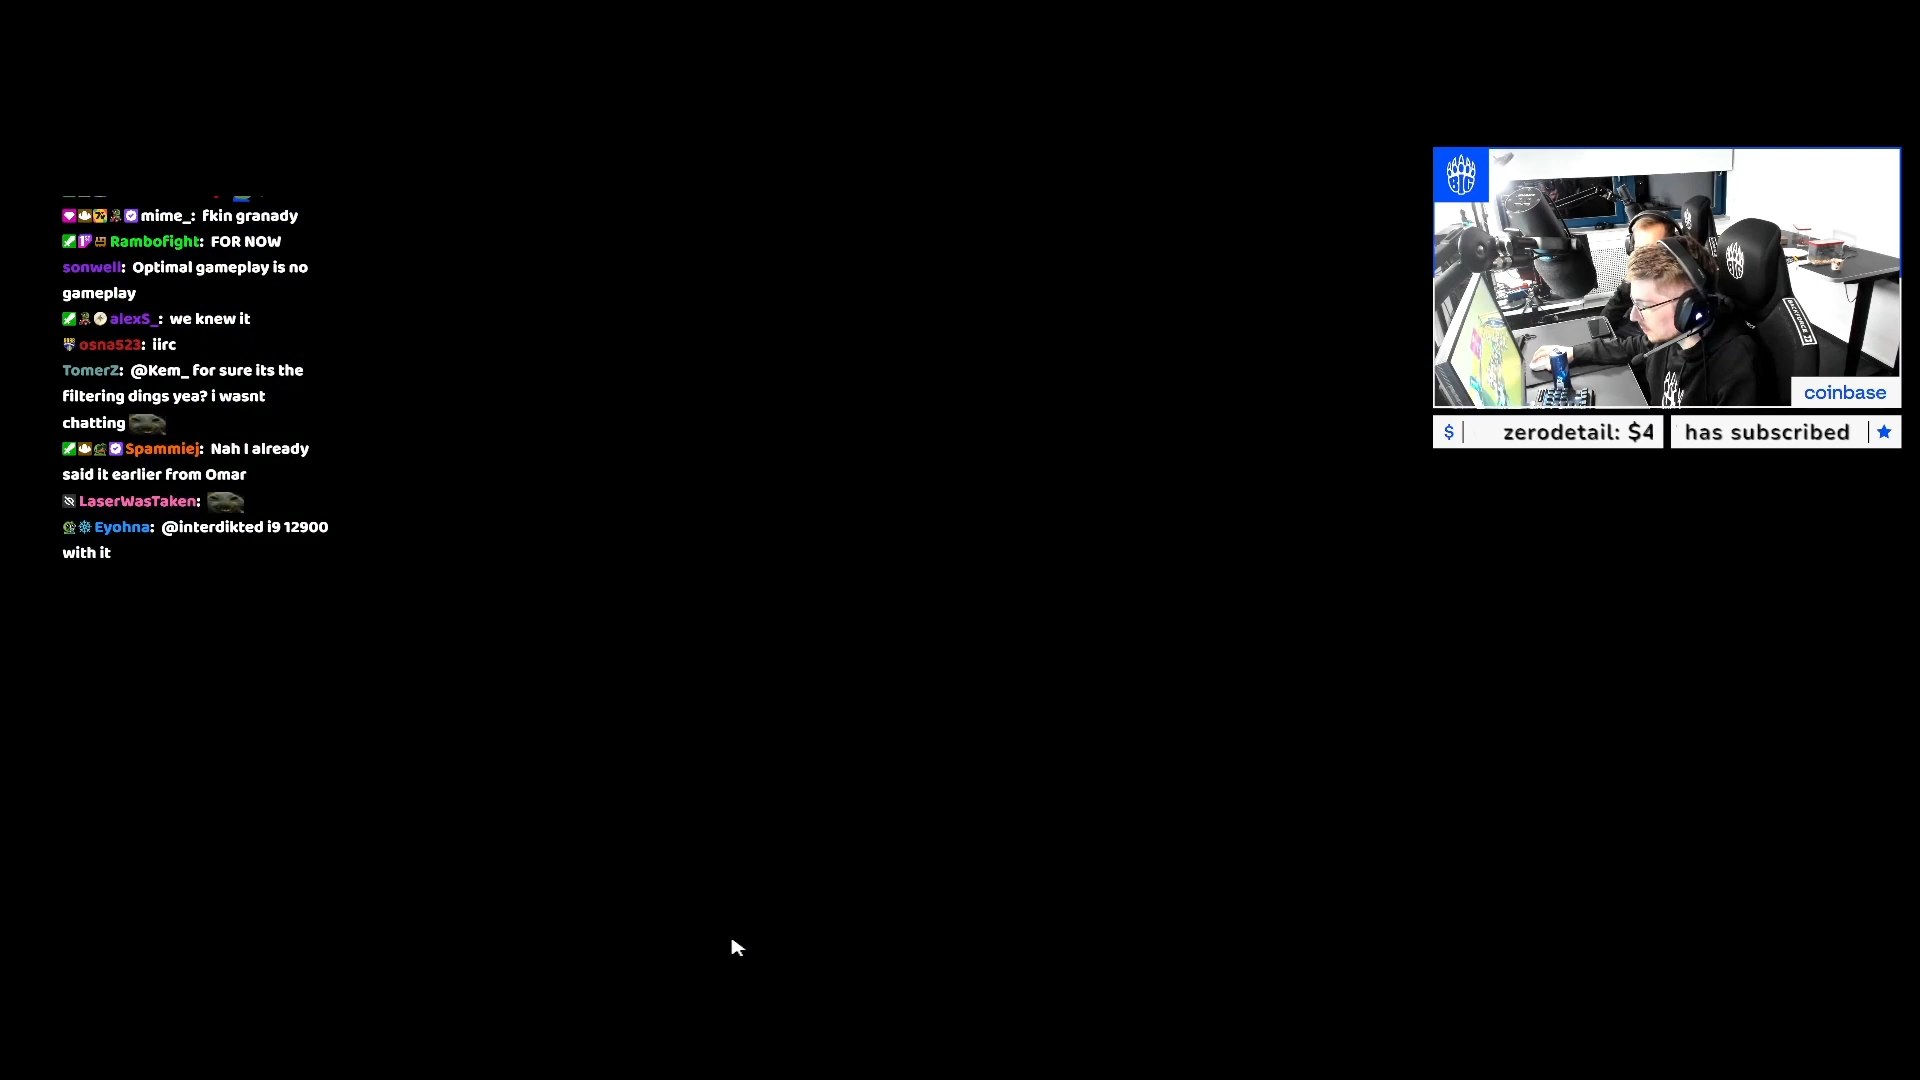 mime_: fkin granady
Rambofight: FOR NOW
sonwell: Optimal gameplay is no
gameplay
alexS_: we knew it
osna523: iirc
TomerZ: @Kem_ for sure its the
filtering dings yea? i wasnt
chatting
Spammiej: Nah I already
said it earlier from Omar
LaserWasTaken:
Eyohna: @interdikted i9 12900
with it
BIG
BACKFORCE
coinbase
$ zerodetail: $4
has subscribed